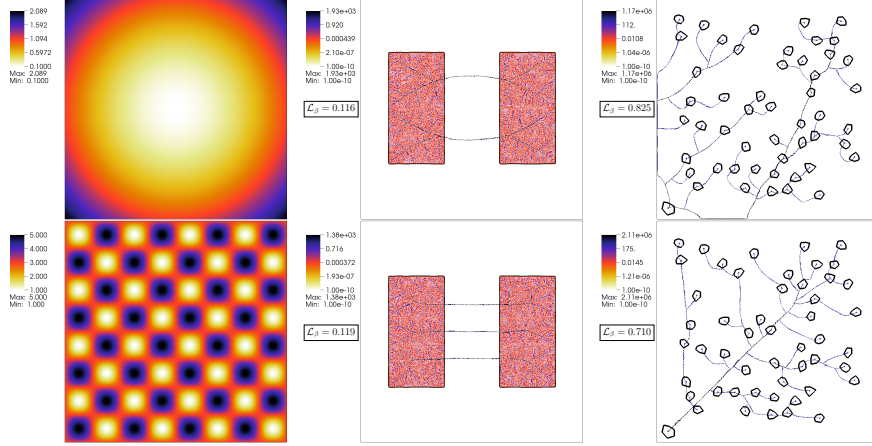 2.089
1.592
1.094
0.5972
0.1000
Max: 2.089
Min: 0.1000
1.93e+03
0.920
0.000439
2.10e-07
1.00e-10
Max: 1.93e+03
Min: 1.00e-10
ℒβ = 0.116
1.17e+06
112.
0.0108
1.04e-06
1.00e-10
Max: 1.17e+06
Min: 1.00e-10
ℒβ = 0.825
5.000
4.000
3.000
2.000
1.000
Max: 5.000
Min: 1.000
1.38e+03
0.716
0.000372
1.93e-07
1.00e-10
Max: 1.38e+03
Min: 1.00e-10
ℒβ = 0.119
2.11e+06
175.
0.0145
1.21e-06
1.00e-10
Max: 2.11e+06
Min: 1.00e-10
ℒβ = 0.710